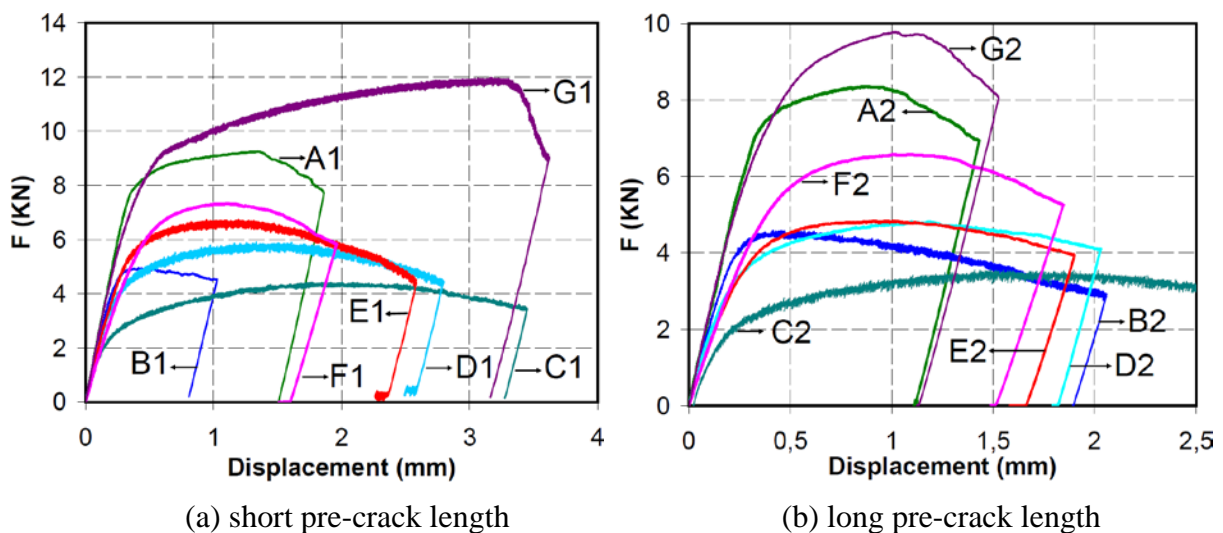 14
12
10
8
6
4
2
0
F (KN)
G1
A1
B1
E1
F1
D1
C1
0
1
2
3
4
Displacement (mm)
(a) short pre-crack length
10
8
6
4
2
0
F (KN)
G2
A2
F2
C2
B2
E2
D2
0
0,5
1
1,5
2
2,5
Displacement (mm)
(b) long pre-crack length